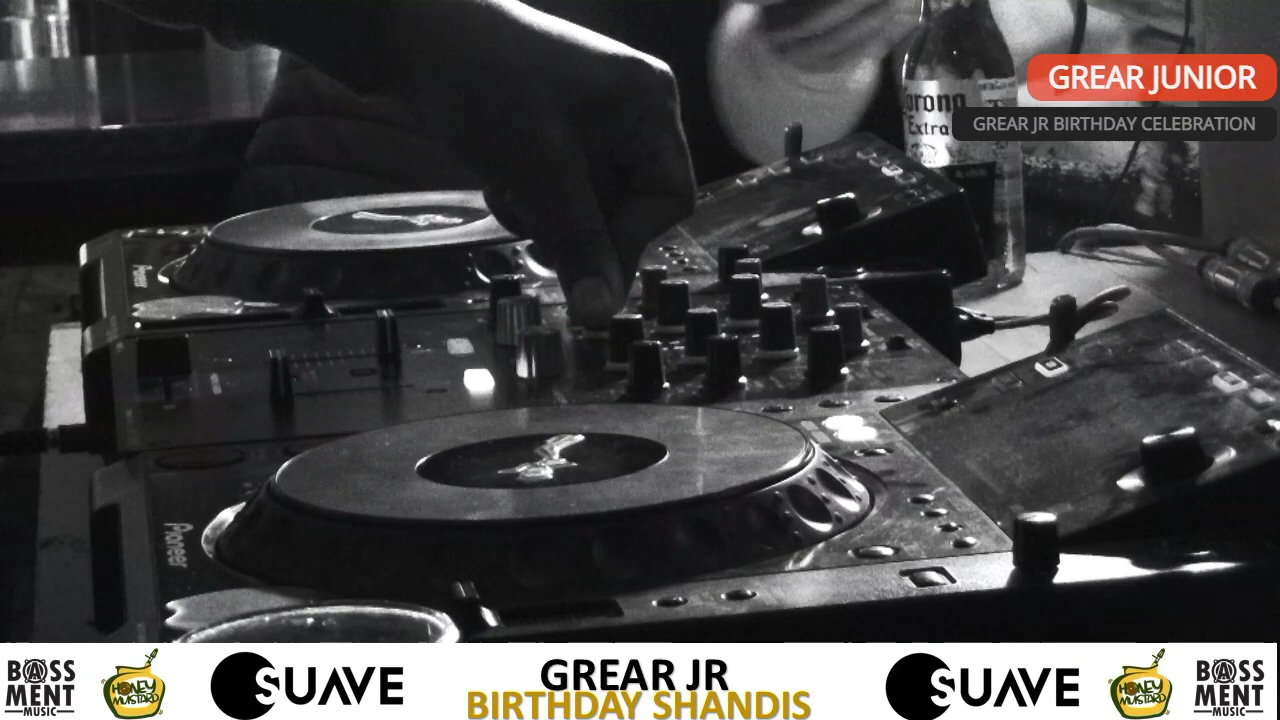 GREAR JUNIOR
GREAR JR BIRTHDAY CELEBRATION
Corona
Extra
Pioneer
Pioneer
BASS
MENT
MUSIC
HONEY
MUSTARD
SUAVE
GREAR JR
BIRTHDAY SHANDIS
SUAVE
HONEY
MUSTARD
BASS
MENT
MUSIC